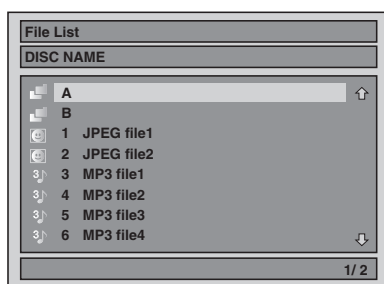 File List
DISC NAME
A
B
1 JPEG file1
2 JPEG file2
3 MP3 file1
4 MP3 file2
5 MP3 file3
6 MP3 file4
1/ 2